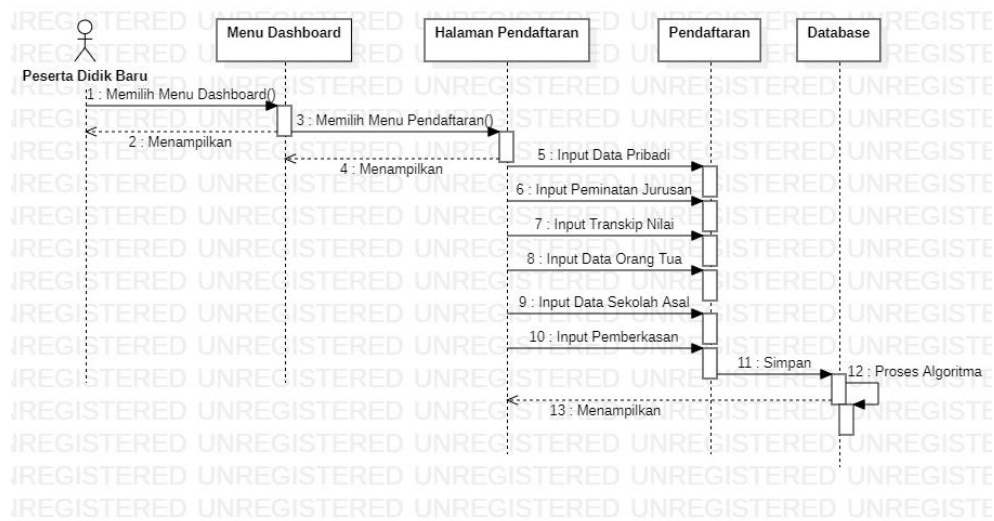 Menu Dashboard
Halaman Pendaftaran
Pendaftaran
Database
Peserta Didik Baru
1 : Memilih Menu Dashboard()
2 : Menampilkan
3 : Memilih Menu Pendaftaran()
4 : Menampilkan
5 : Input Data Pribadi
6 : Input Peminatan Jurusan
7 : Input Transkip Nilai
8 : Input Data Orang Tua
9 : Input Data Sekolah Asal
10 : Input Pemberkasan
11 : Simpan
12 : Proses Algoritma
13 : Menampilkan
UNREGISTERED